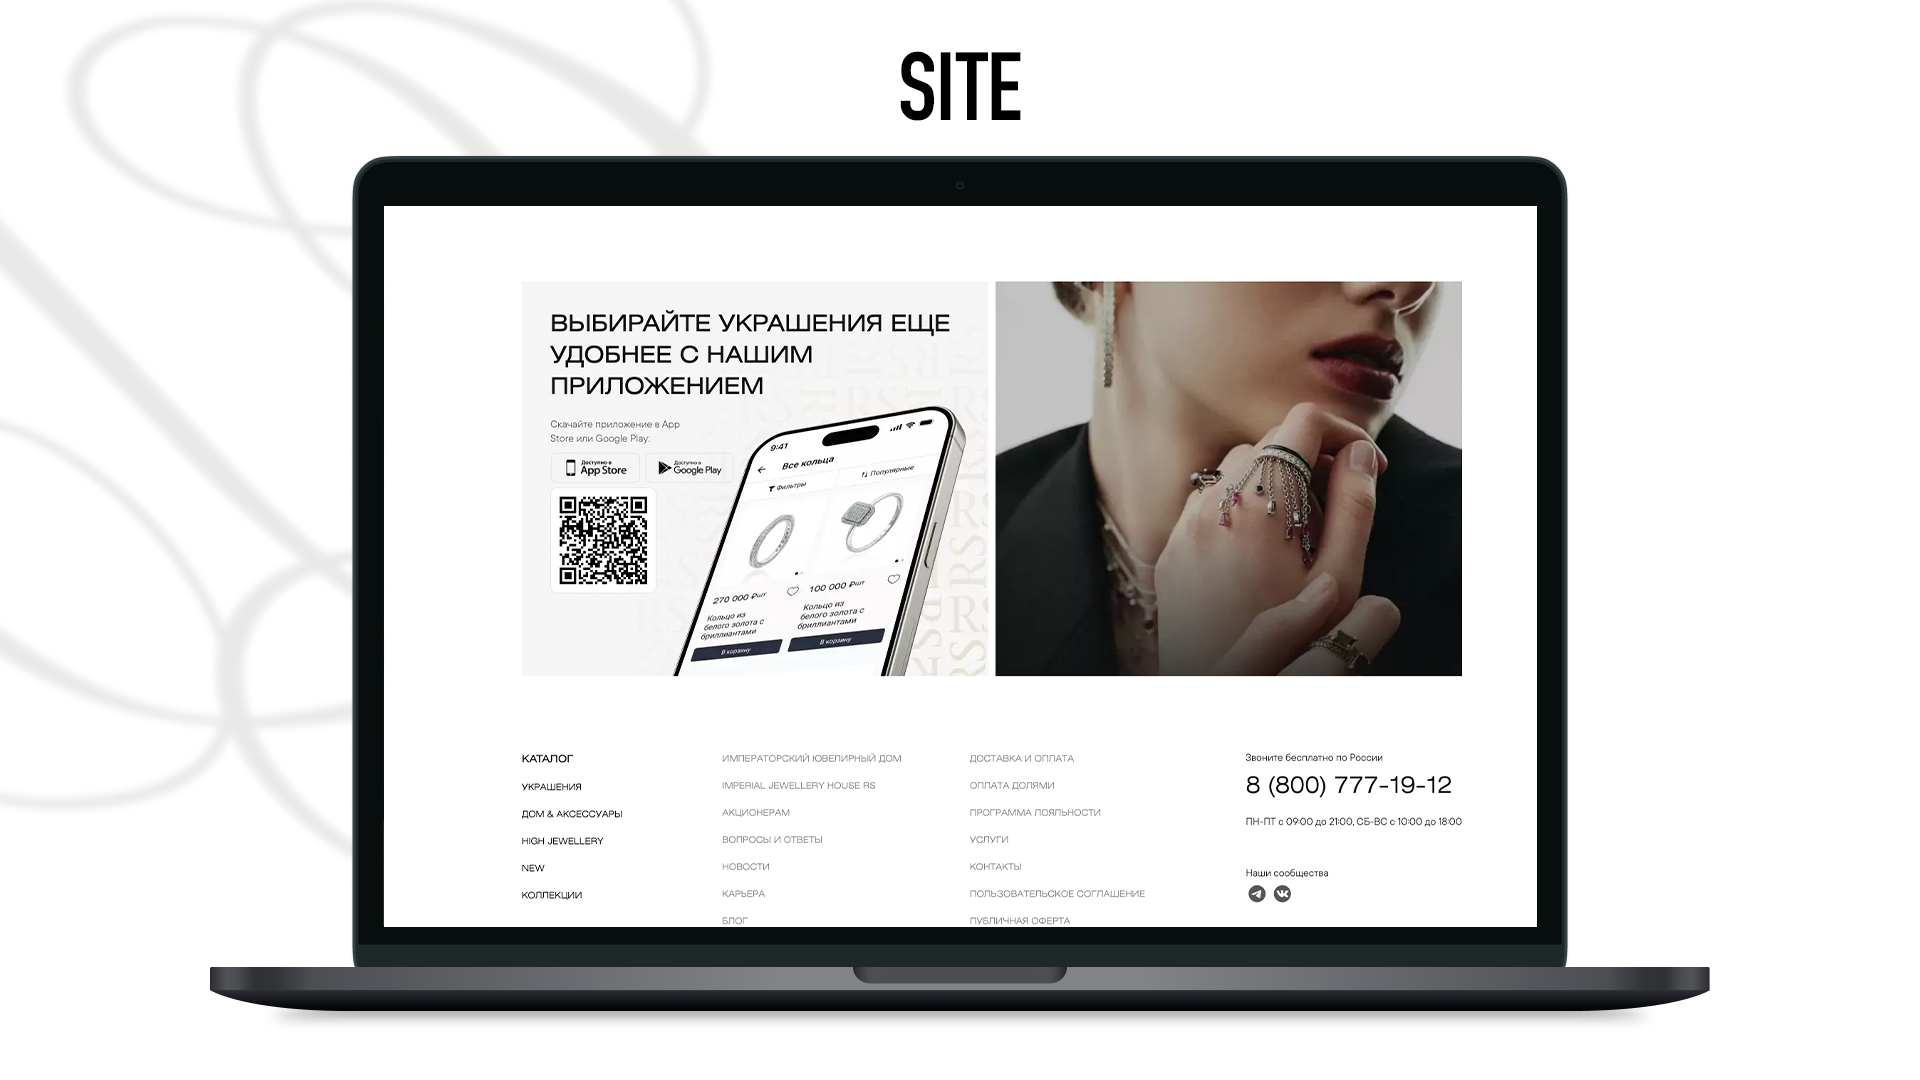 SITE
ВЫБИРАЙТЕ УКРАШЕНИЯ ЕЩЕ
УДОБНЕЕ С НАШИМ
ПРИЛОЖЕНИЕМ
Скачайте приложение в App
Store или Google Play:
Доступно в
App Store
Доступно в
Google Play
9:41
Все кольца
Фильтры
Популярные
270 000 ₽шт
Кольцо из
белого золота с
бриллиантами
В корзину
100 000 ₽шт
Кольцо из
белого золота с
бриллиантами
В корзину
КАТАЛОГ
УКРАШЕНИЯ
ДОМ & АКСЕССУАРЫ
HIGH JEWELLERY
NEW
КОЛЛЕКЦИИ
ИМПЕРАТОРСКИЙ ЮВЕЛИРНЫЙ ДОМ
IMPERIAL JEWELLERY HOUSE RS
АКЦИОНЕРАМ
ВОПРОСЫ И ОТВЕТЫ
НОВОСТИ
КАРЬЕРА
БЛОГ
ДОСТАВКА И ОПЛАТА
ОПЛАТА ДОЛЯМИ
ПРОГРАММА ЛОЯЛЬНОСТИ
УСЛУГИ
КОНТАКТЫ
ПОЛЬЗОВАТЕЛЬСКОЕ СОГЛАШЕНИЕ
ПУБЛИЧНАЯ ОФЕРТА
Звоните бесплатно по России
8 (800) 777-19-12
ПН-ПТ с 09:00 до 21:00, СБ-ВС с 10:00 до 18:00
Наши сообщества